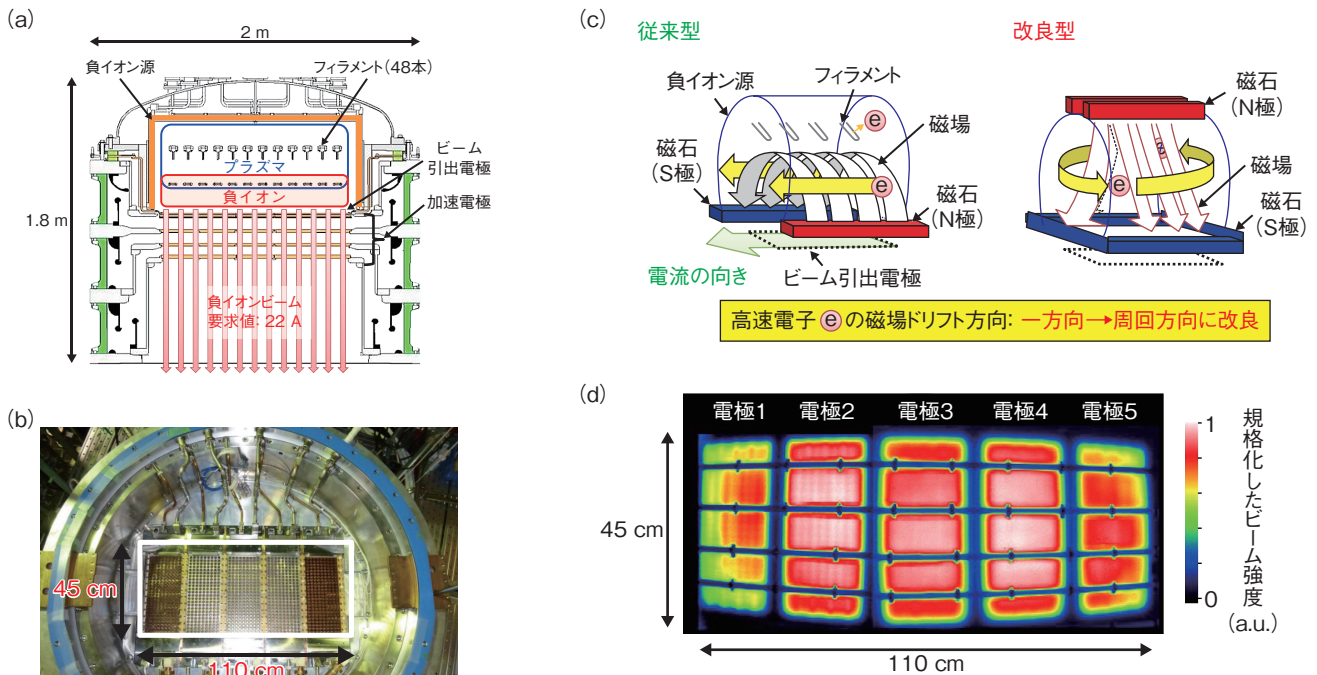 (a)
2 m
負イオン源
フィラメント(48本)
プラズマ
負イオン
ビーム
引出電極
加速電極
1.8 m
負イオンビーム
要求値: 22 A
(b)
45 cm
110 cm
(c)
従来型
改良型
負イオン源
フィラメント
e
磁場
磁石
(S極)
e
磁石
(N極)
電流の向き
ビーム引出電極
磁石
(N極)
e
e
磁場
磁石
(S極)
高速電子 e の磁場ドリフト方向: 一方向→周回方向に改良
(d)
電極1 電極2 電極3 電極4 電極5
45 cm
110 cm
1
0
規格化したビーム強度
(a.u.)